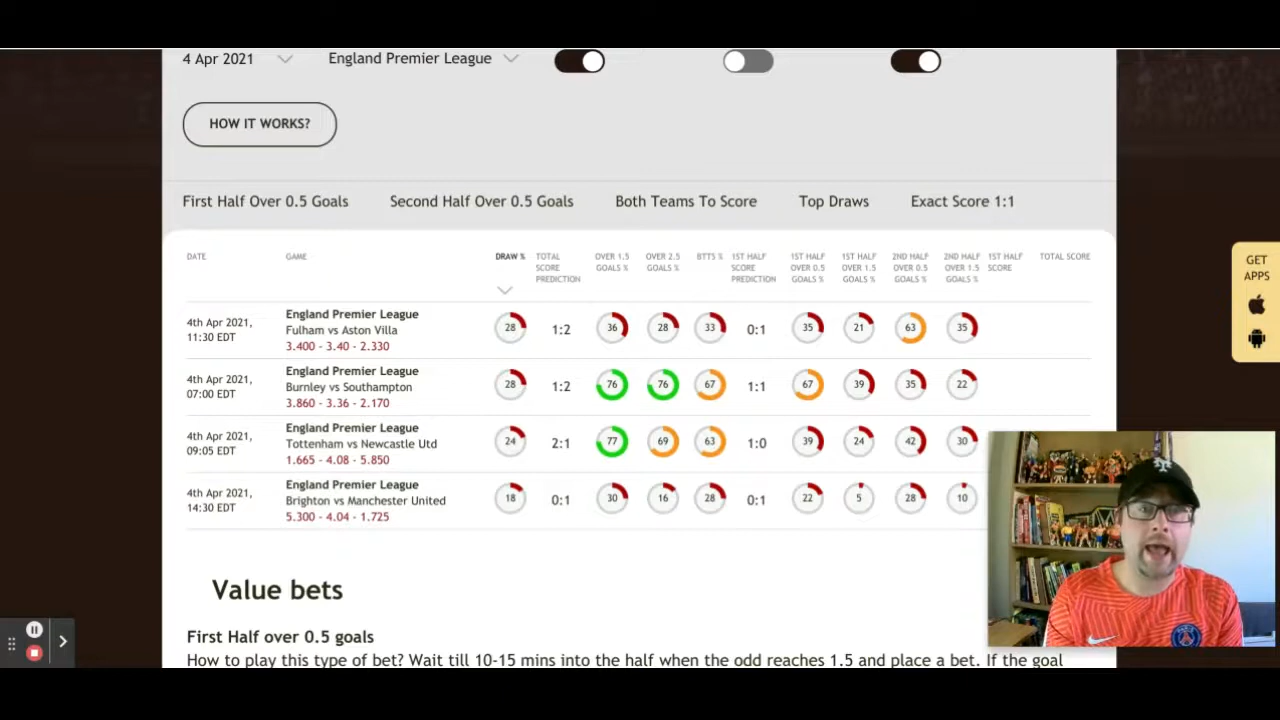 4 Apr 2021 England Premier League
HOW IT WORKS?
First Half Over 0.5 Goals Second Half Over 0.5 Goals Both Teams To Score Top Draws Exact Score 1:1
DATE GAME DRAW % TOTAL SCORE PREDICTION OVER 1.5 GOALS % OVER 2.5 GOALS % BTTS % 1ST HALF SCORE PREDICTION 1ST HALF OVER 0.5 GOALS % 1ST HALF OVER 1.5 GOALS % 2ND HALF OVER 0.5 GOALS % 2ND HALF OVER 1.5 GOALS % 1ST HALF SCORE TOTAL SCORE
England Premier League
4th Apr 2021, Fulham vs Aston Villa 28 1:2 36 28 33 0:1 35 21 63 35
11:30 EDT 3.400 - 3.40 - 2.330
England Premier League
4th Apr 2021, Burnley vs Southampton 28 1:2 76 76 67 1:1 67 39 35 22
07:00 EDT 3.860 - 3.36 - 2.170
England Premier League
4th Apr 2021, Tottenham vs Newcastle Utd 24 2:1 77 69 63 1:0 39 24 42 30
09:05 EDT 1.665 - 4.08 - 5.850
England Premier League
4th Apr 2021, Brighton vs Manchester United 18 0:1 30 16 28 0:1 22 5 28 10
14:30 EDT 5.300 - 4.04 - 1.725
GET
APPS
Value bets
First Half over 0.5 goals
How to play this type of bet? Wait till 10-15 mins into the half when the odd reaches 1.5 and place a bet. If the goal